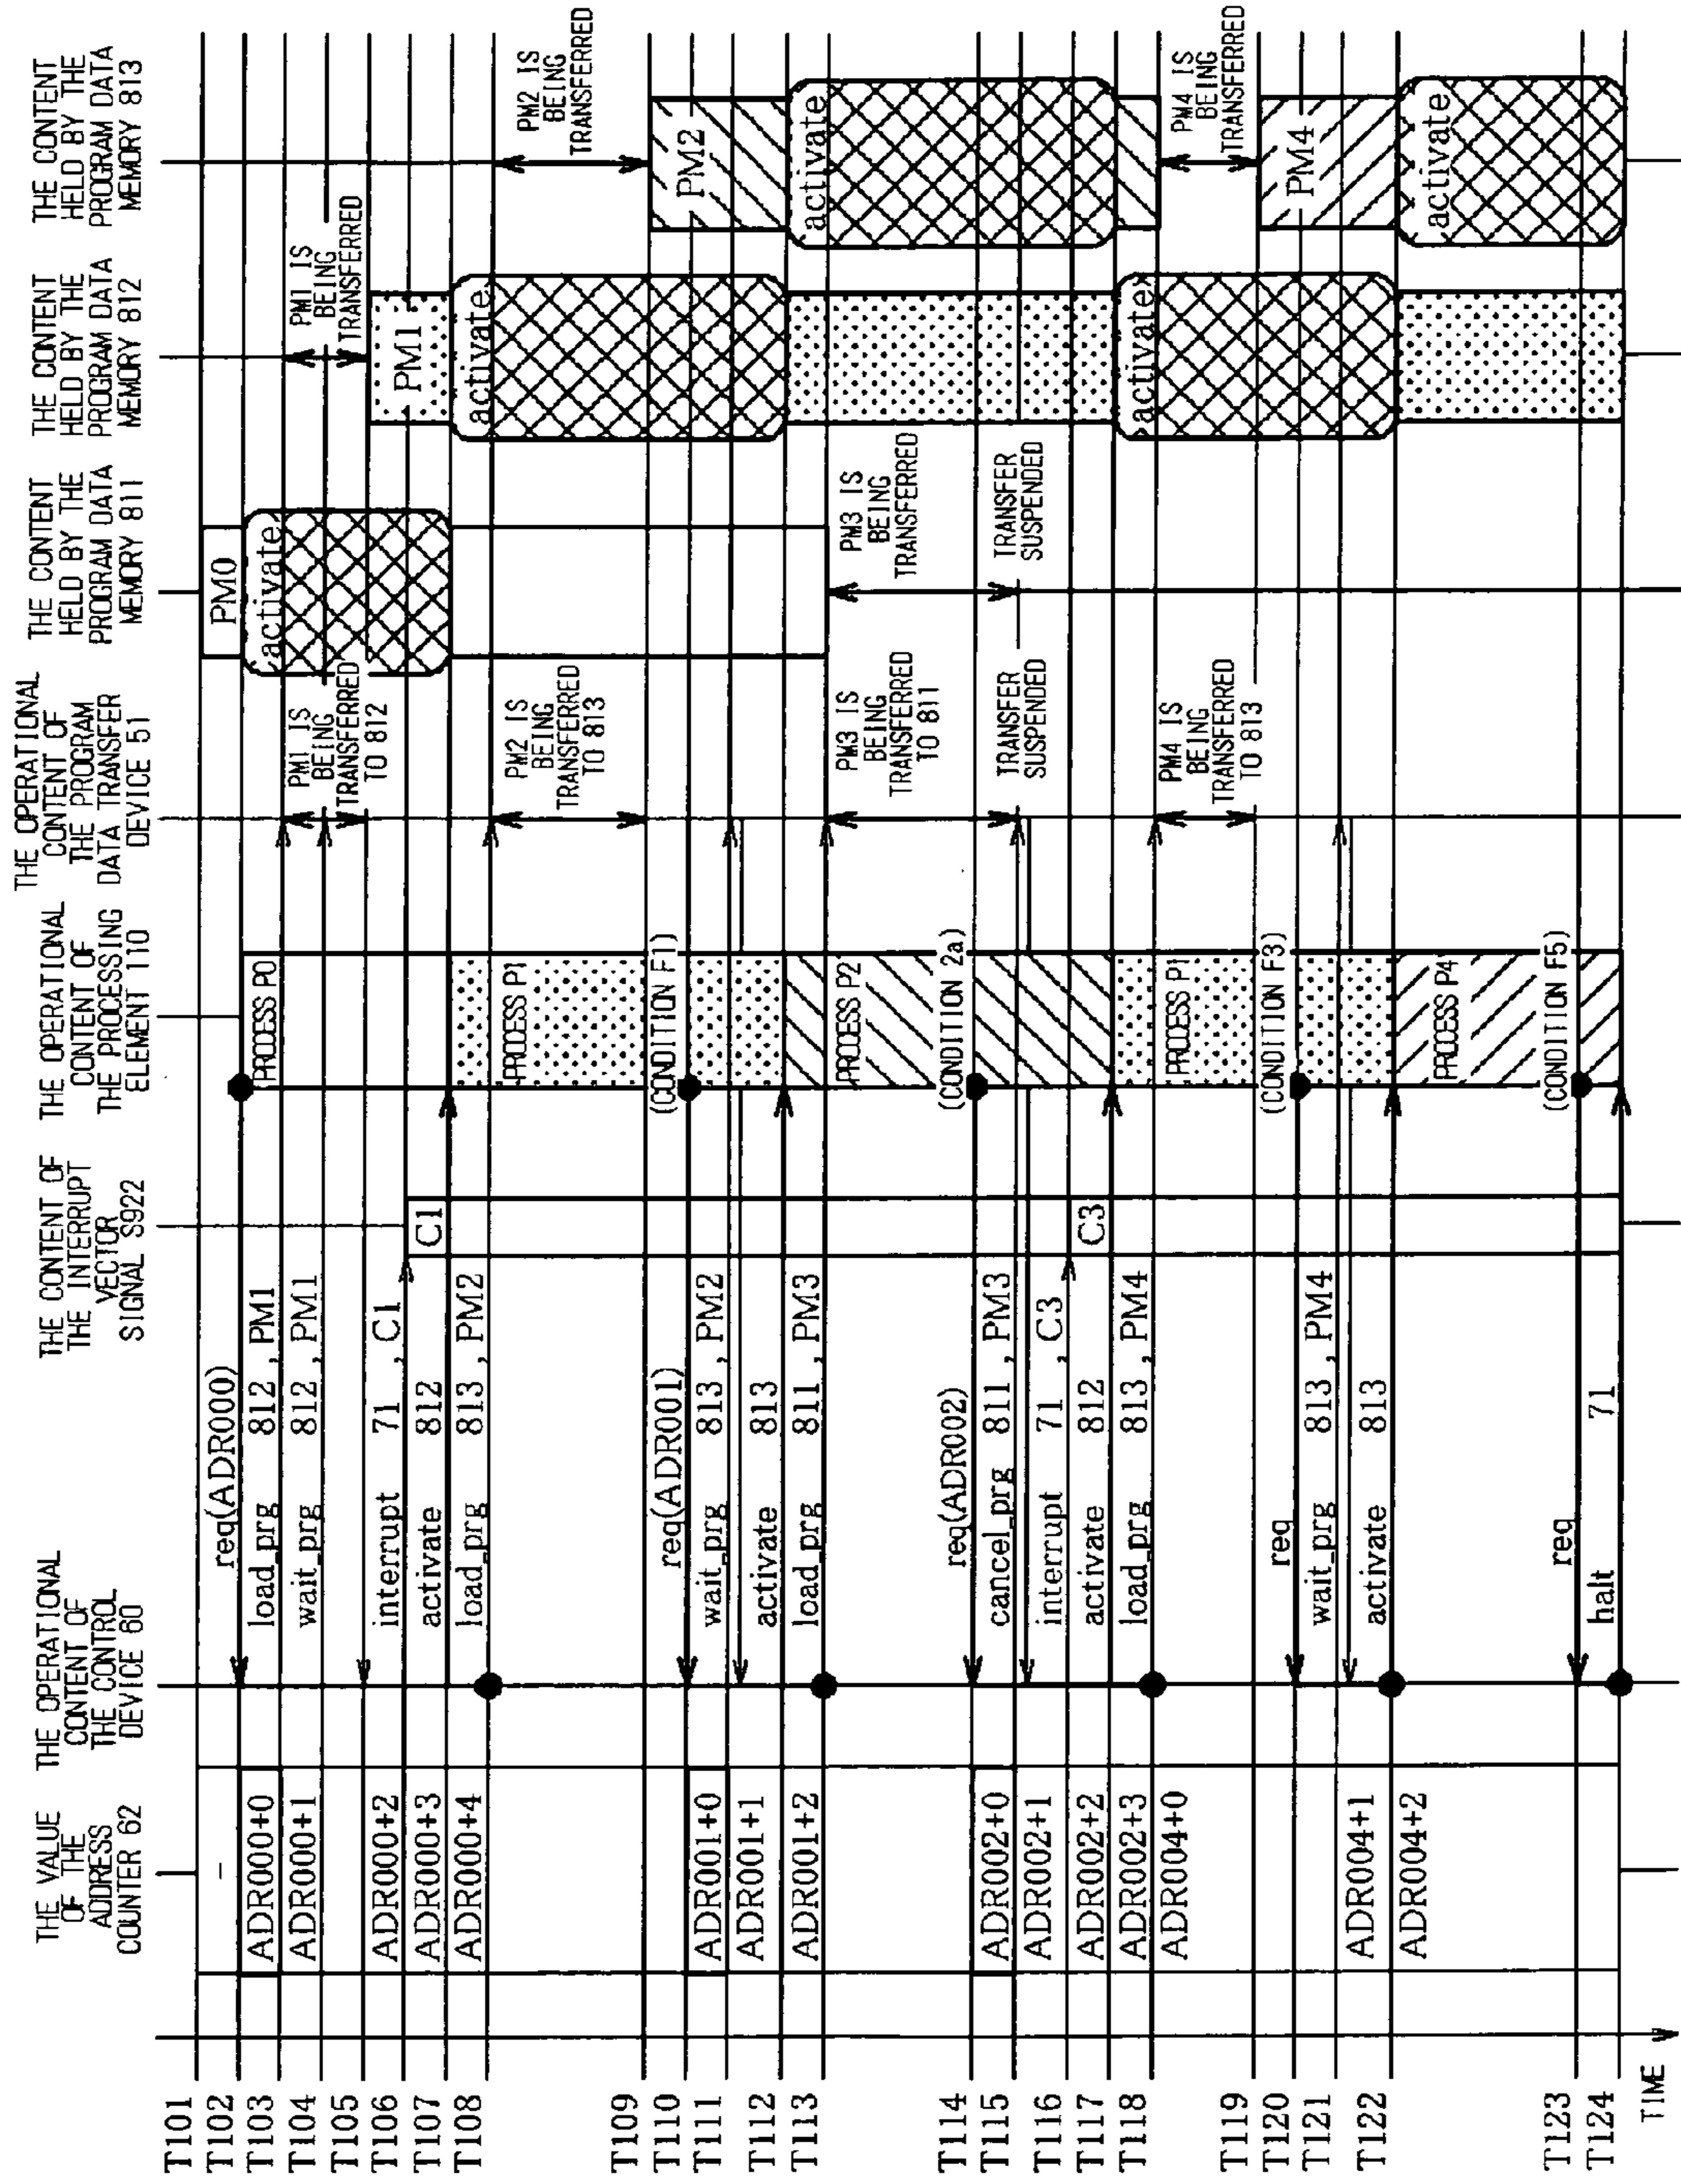 THE VALUE
OF THE
ADDRESS
COUNTER 62
THE OPERATIONAL
CONTENT OF
THE CONTROL
DEVICE 60
THE CONTENT OF
THE INTERRUPT
VECTOR
SIGNAL S922
THE OPERATIONAL
CONTENT OF
THE PROCESSING
ELEMENT 110
THE OPERATIONAL
CONTENT OF
THE PROGRAM
DATA TRANSFER
DEVICE 51
THE CONTENT
HELD BY THE
PROGRAM DATA
MEMORY 811
THE CONTENT
HELD BY THE
PROGRAM DATA
MEMORY 812
THE CONTENT
HELD BY THE
PROGRAM DATA
MEMORY 813
T101
T102
T103
T104
T105
T106
T107
T108
T109
T110
T111
T112
T113
T114
T115
T116
T117
T118
T119
T120
T121
T122
T123
T124
TIME
-
ADR000+0
ADR000+1
ADR000+2
ADR000+3
ADR000+4
ADR001+0
ADR001+1
ADR001+2
ADR002+0
ADR002+1
ADR002+2
ADR002+3
ADR004+0
ADR004+1
ADR004+2
req(ADR000)
load_prg 812 , PM1
wait_prg 812 , PM1
interrupt 71 , C1
activate 812
load_prg 813 , PM2
req(ADR001)
wait_prg 813 , PM2
activate 813
load_prg 811 , PM3
req(ADR002)
cancel_prg 811 , PM3
interrupt 71 , C3
activate 812
load_prg 813 , PM4
req
wait_prg 813 , PM4
activate 813
req
halt 71
C1
C3
PROCESS P0
PROCESS P1
(CONDITION F1)
PROCESS P2
(CONDITION 2a)
PROCESS P1
(CONDITION F3)
PROCESS P4
(CONDITION F5)
PM1 IS
BEING
TRANSFERRED
TO 812
PM2 IS
BEING
TRANSFERRED
TO 813
PM3 IS
BEING
TRANSFERRED
TO 811
TRANSFER
SUSPENDED
PM4 IS
BEING
TRANSFERRED
TO 813
PM0
activate
PM3 IS
BEING
TRANSFERRED
TRANSFER
SUSPENDED
PM1 IS
BEING
TRANSFERRED
PM1
activate
activate
PM2 IS
BEING
TRANSFERRED
PM2
activate
PM4 IS
BEING
TRANSFERRED
PM4
activate